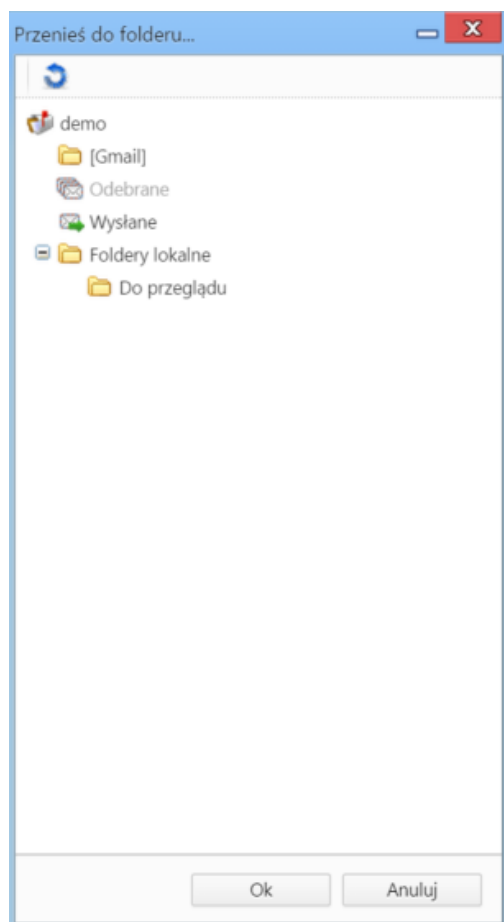 Przenieś do folderu...
demo
[Gmail]
Odebrane
Wysłane
Foldery lokalne
Do przeglądu
Ok Anuluj